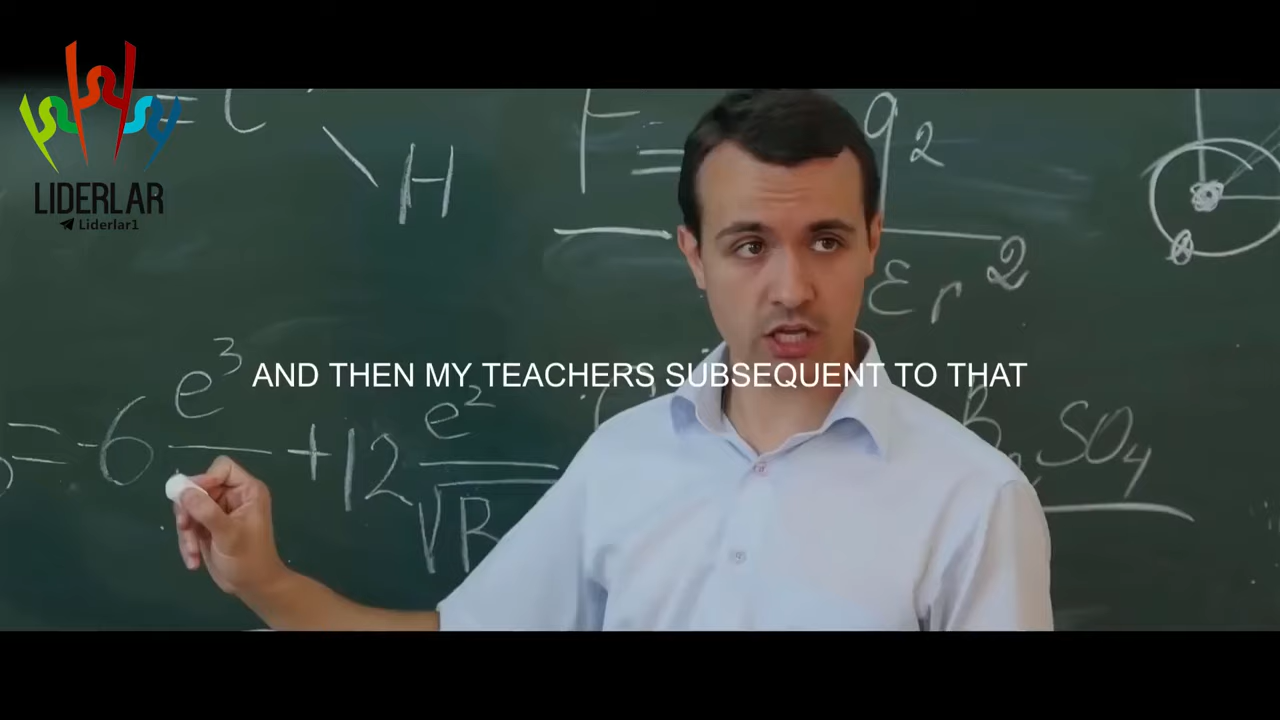 LIDERLAR
Liderlar1
= C
H
F = q2
εr²
AND THEN MY TEACHERS SUBSEQUENT TO THAT
= -6 e³ + 12 e²
√R
SO₄